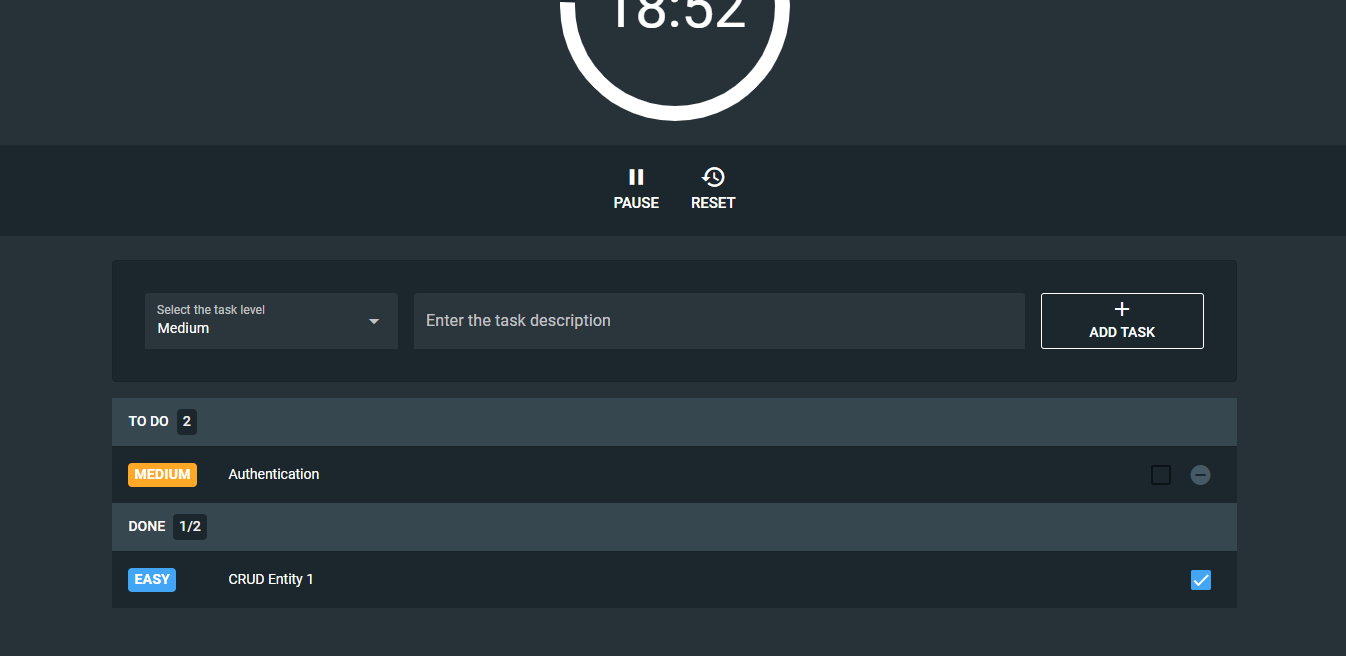 18:52
PAUSE RESET
Select the task level
Medium
Enter the task description
ADD TASK
TO DO 2
MEDIUM Authentication
DONE 1/2
EASY CRUD Entity 1